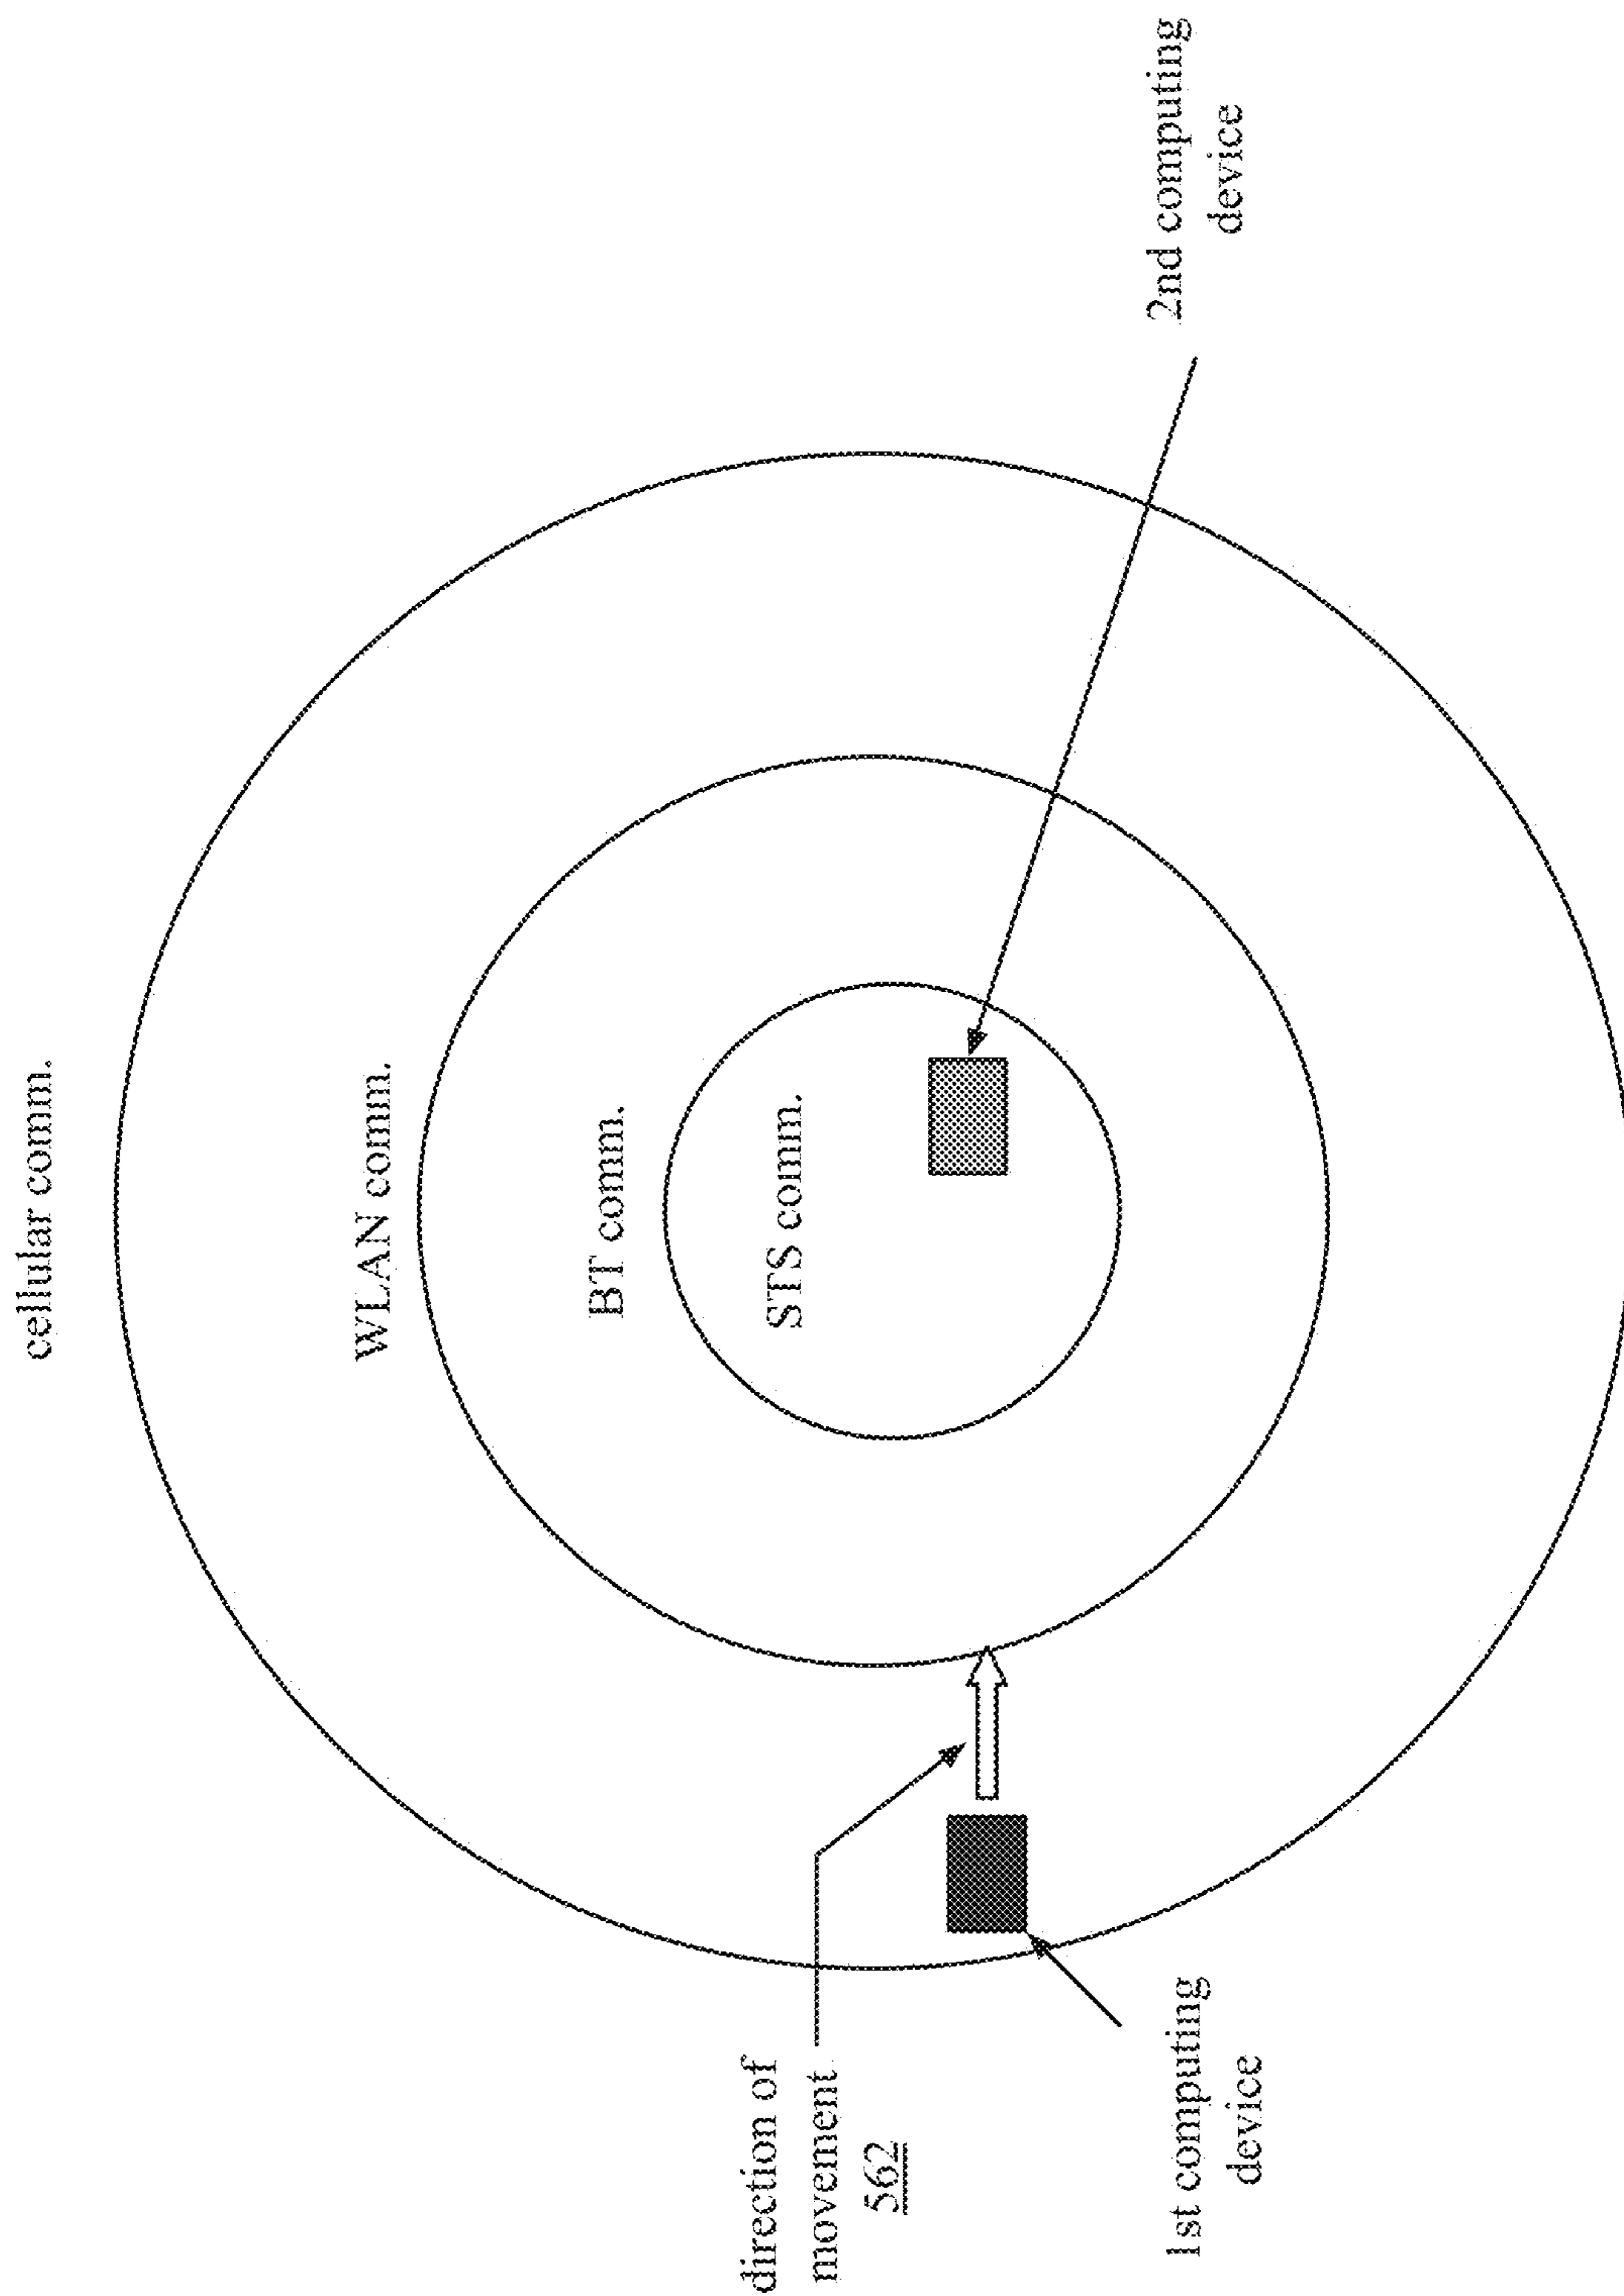 cellular comm.
WLAN comm.
BT comm.
STS comm.
direction of
movement
562
1st computing
device
2nd computing
device